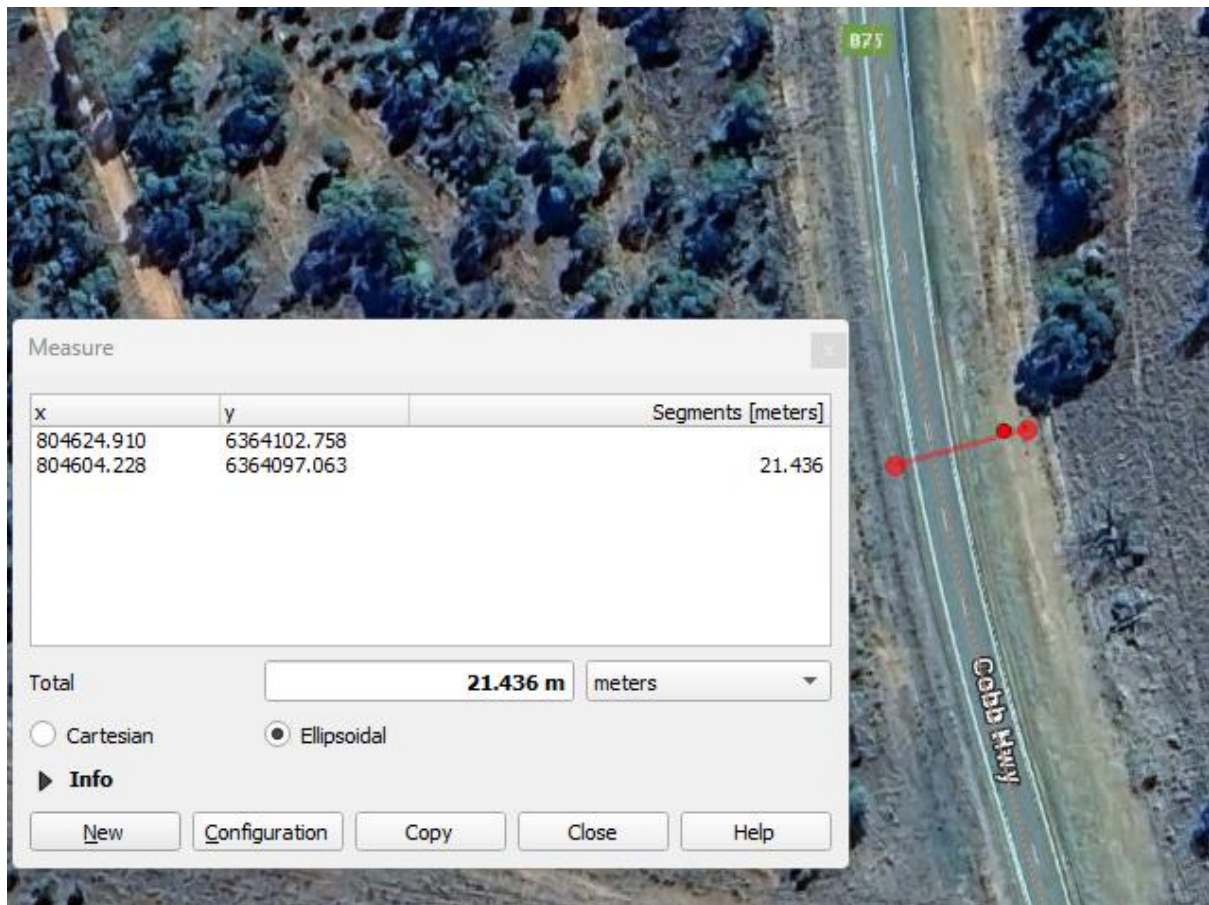 B75
Measure
x y Segments [meters]
804624.910 6364102.758
804604.228 6364097.063 21.436
Total 21.436 m meters
Cartesian Ellipsoidal
Info
New Configuration Copy Close Help
Cobb Hwy